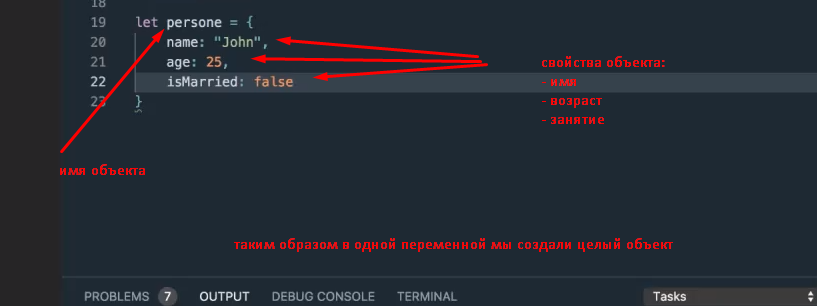 18
19 let persone = {
20 name: "John",
21 age: 25,
22 isMarried: false
23 }
свойства объекта:
- имя
- возраст
- занятие
имя объекта
таким образом в одной переменной мы создали целый объект
PROBLEMS 7 OUTPUT DEBUG CONSOLE TERMINAL Tasks